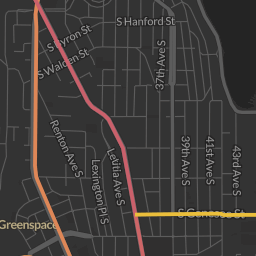 S Hanford St
S Byron St
S Walden St
37th Ave S
Renton Ave S
Lexington Pl S
Letitia Ave S
39th Ave S
41st Ave S
43rd Ave S
S Genesee St
Greenspace